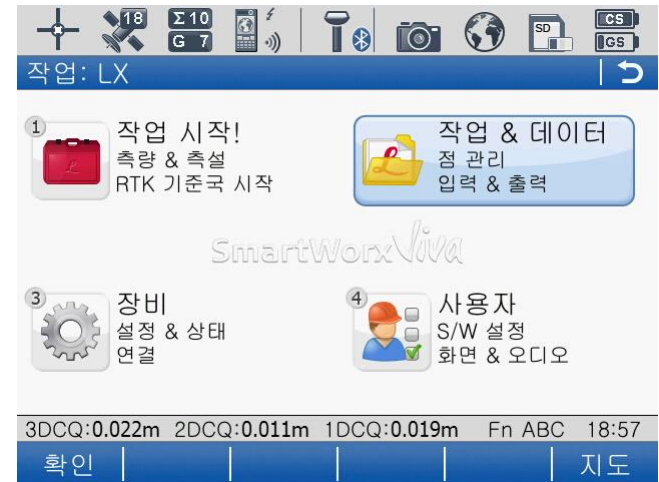 18
Σ10
G 7
SD
CS
GS
작업: LX
1
작업 시작!
측량 & 측설
RTK 기준국 시작
작업 & 데이터
점 관리
입력 & 출력
SmartWorx Viva
3
장비
설정 & 상태
연결
4
사용자
S/W 설정
화면 & 오디오
3DCQ:0.022m 2DCQ:0.011m 1DCQ:0.019m Fn ABC 18:57
확인 지도